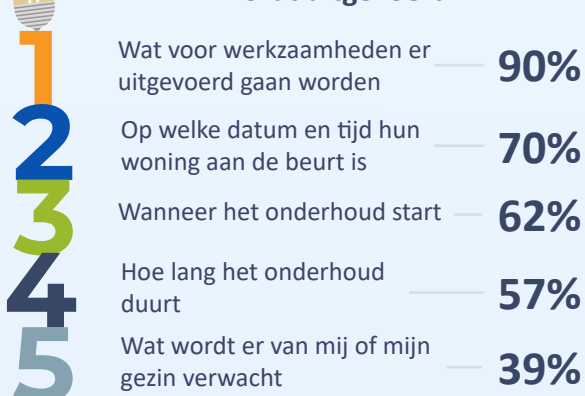 1
Wat voor werkzaamheden er
uitgevoerd gaan worden
90%
2
Op welke datum en tijd hun
woning aan de beurt is
70%
3
Wanneer het onderhoud start
62%
4
Hoe lang het onderhoud
duurt
57%
5
Wat wordt er van mij of mijn
gezin verwacht
39%